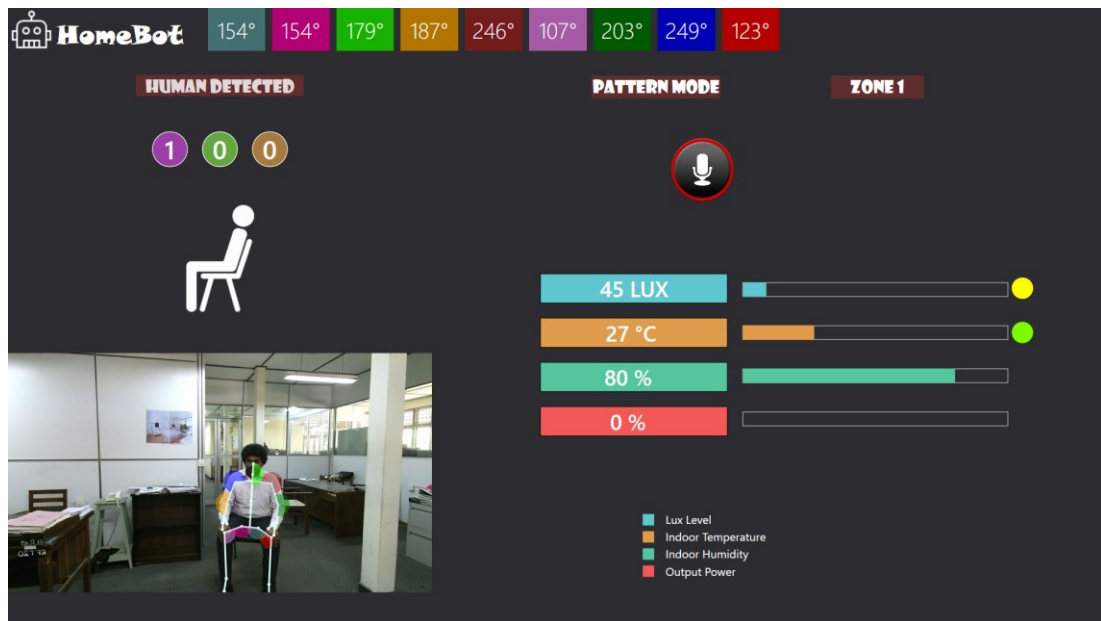 HomeBot 154° 154° 179° 187° 246° 107° 203° 249° 123°
HUMAN DETECTED
PATTERN MODE
ZONE 1
1 0 0
45 LUX
27 °C
80 %
0 %
Lux Level
Indoor Temperature
Indoor Humidity
Output Power